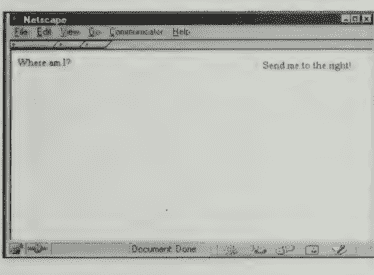 Netscape
File Edit View Go Communicator Help
Where am I?
Send me to the right!
Document Done